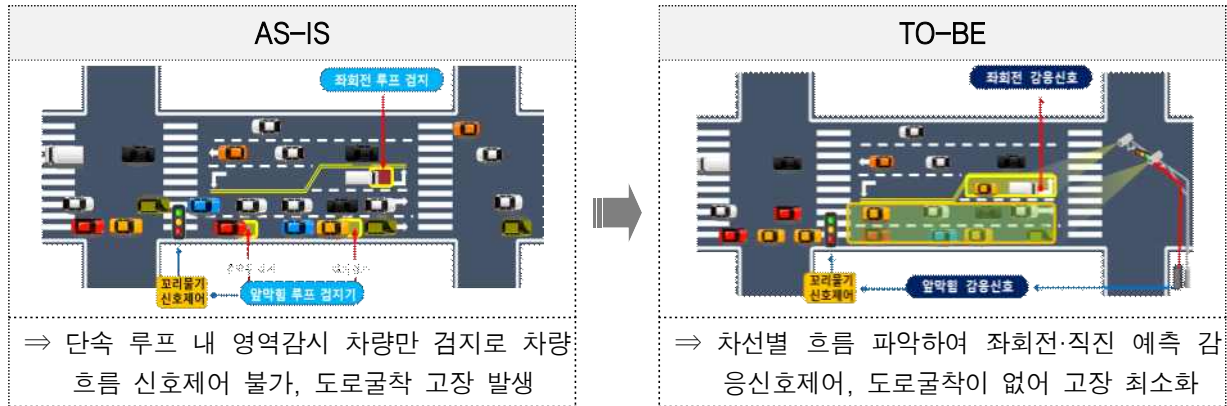 AS-IS
좌회전 루프 검지
꼬리물기
신호제어
앞막힘 루프 검지기
⇒ 단속 루프 내 영역감시 차량만 검지로 차량
흐름 신호제어 불가, 도로굴착 고장 발생
TO-BE
좌회전 감응신호
꼬리물기
신호제어
앞막힘 감응신호
⇒ 차선별 흐름 파악하여 좌회전·직진 예측 감
응신호제어, 도로굴착이 없어 고장 최소화